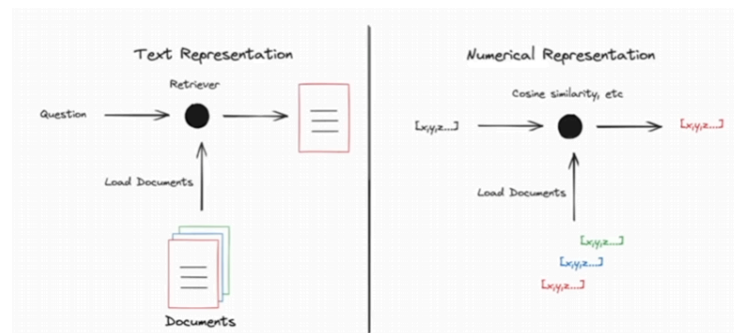 Text Representation
Retriever
Question
Load Documents
Documents
Numerical Representation
Cosine similarity, etc
[x,y,z...]
[x,y,z...]
Load Documents
[x,y,z...]
[x,y,z...]
[x,y,z...]